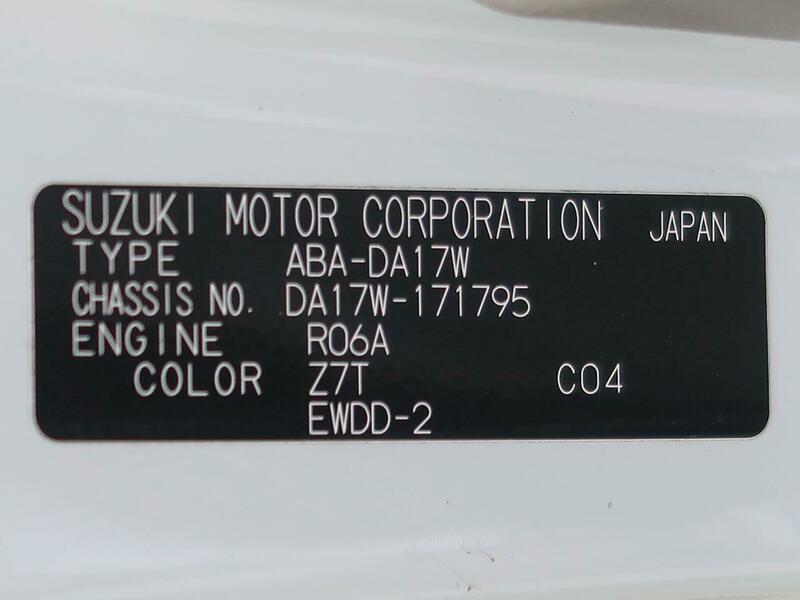 SUZUKI MOTOR CORPORATION JAPAN
TYPE ABA-DA17W
CHASSIS NO. DA17W-171795
ENGINE R06A
COLOR Z7T C04
EWDD-2